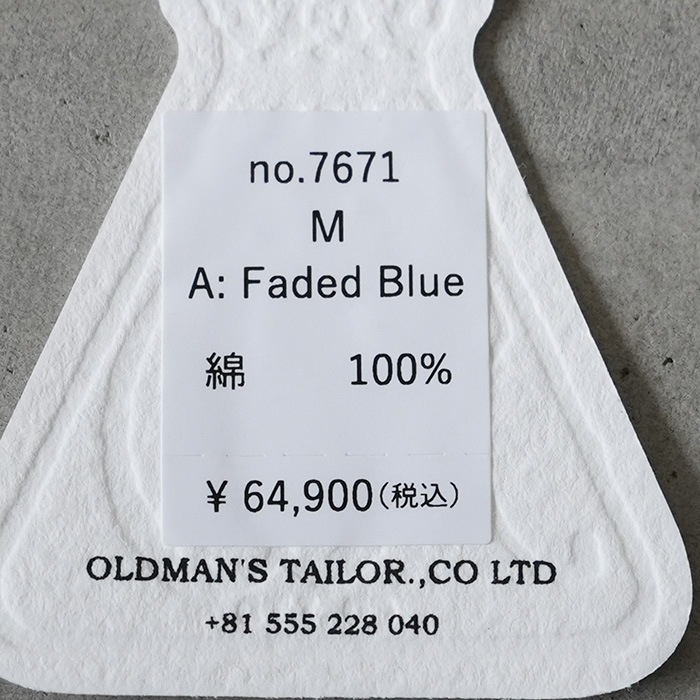 no.7671
M
A: Faded Blue
綿 100%
¥ 64,900(税込)
OLDMAN'S TAILOR.,CO LTD
+81 555 228 040